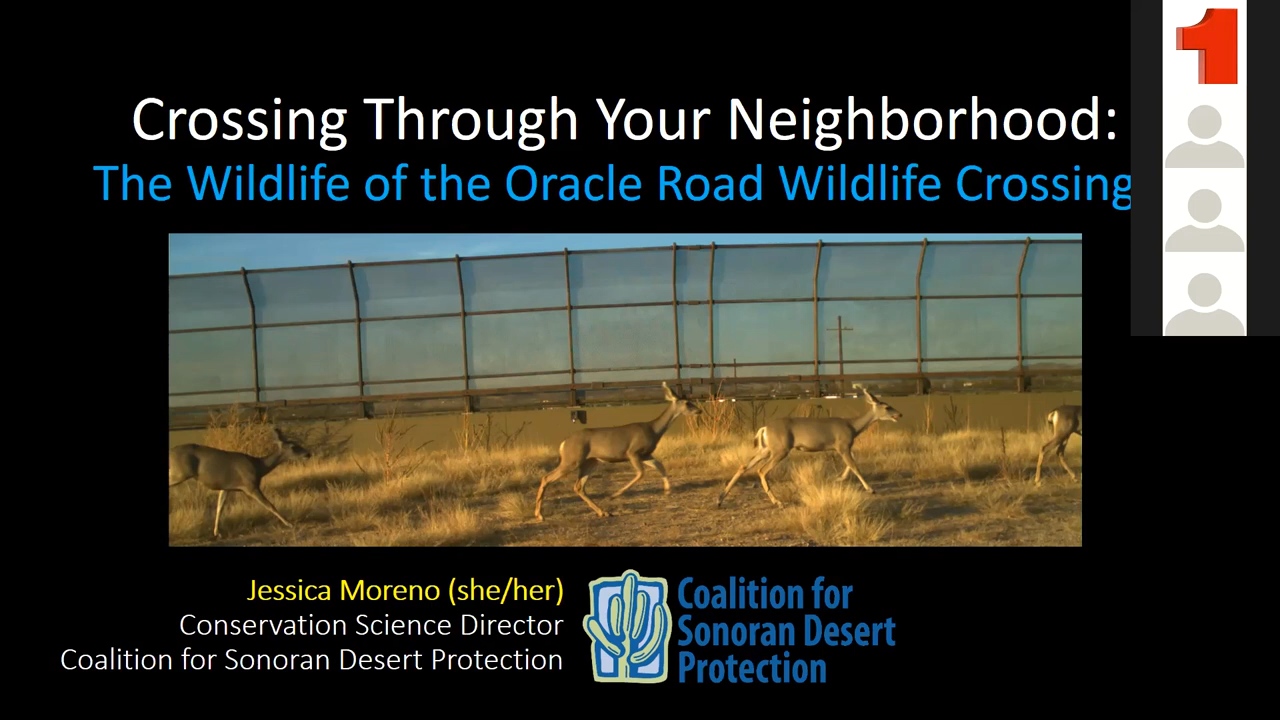 Crossing Through Your Neighborhood:
The Wildlife of the Oracle Road Wildlife Crossing
Jessica Moreno (she/her)
Conservation Science Director
Coalition for Sonoran Desert Protection
Coalition for
Sonoran Desert
Protection
1